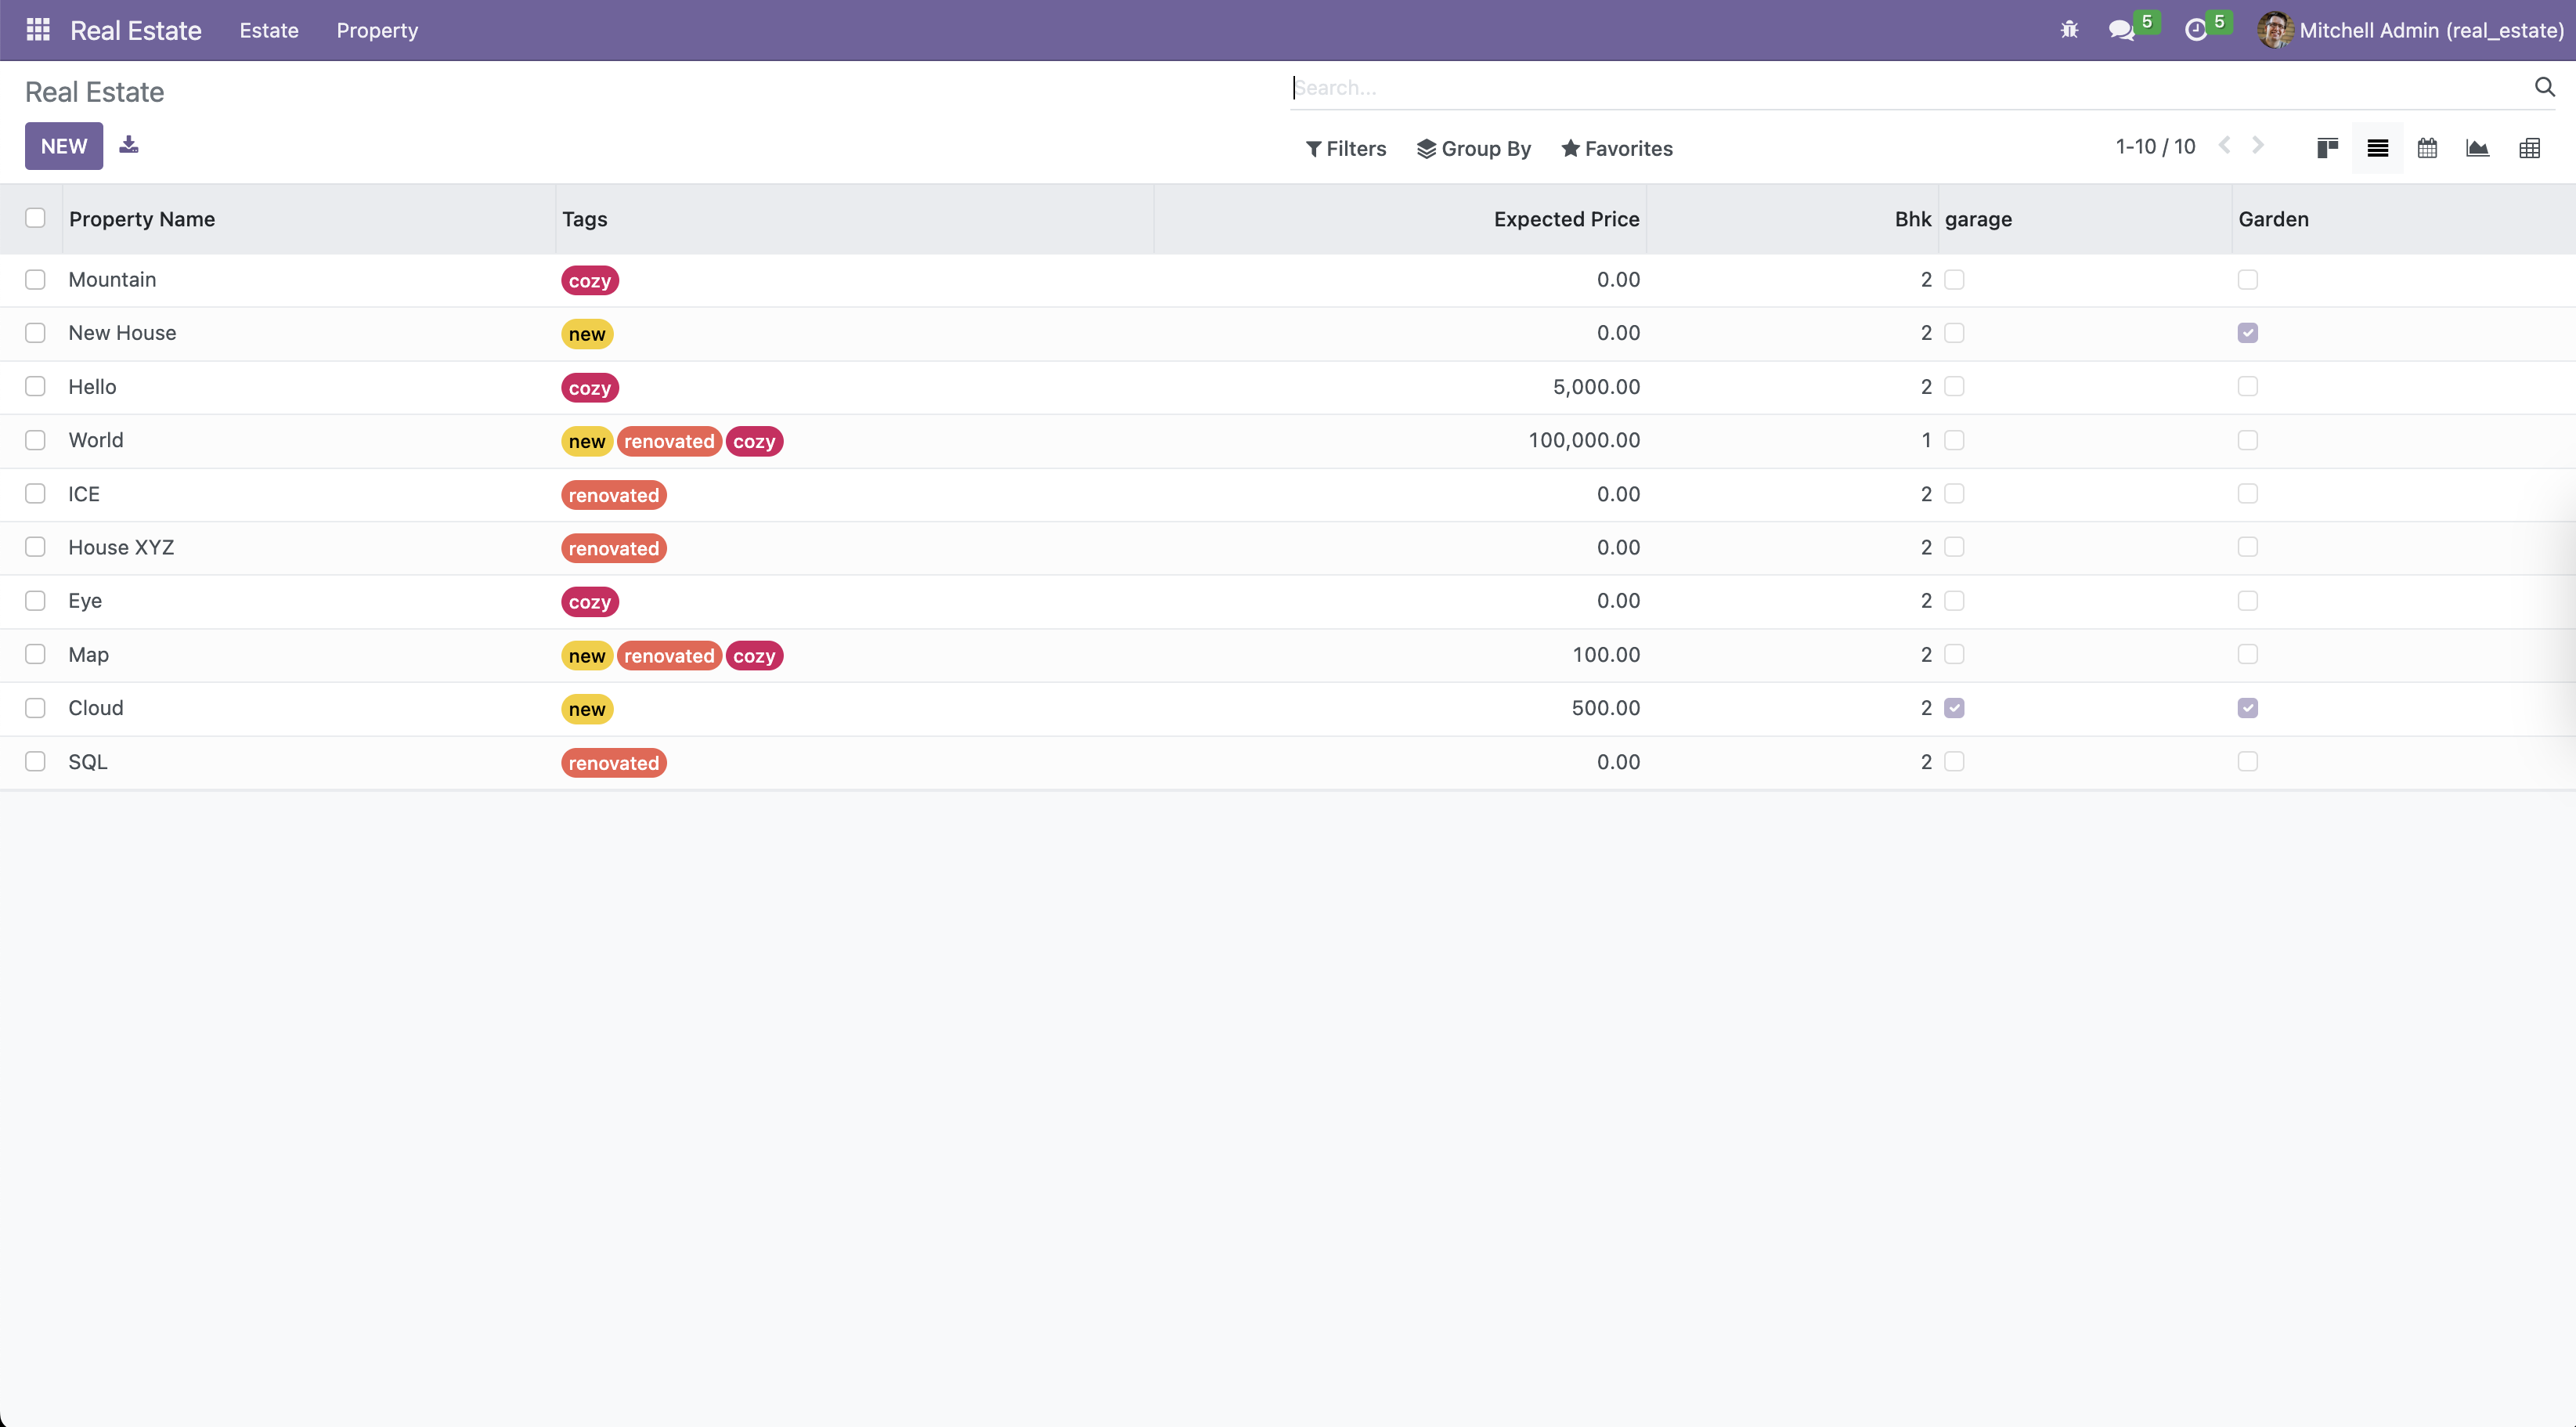 Real Estate Estate Property 5 5 Mitchell Admin (real_estate)
Real Estate Search...
NEW Filters Group By Favorites 1-10 / 10
Property Name Tags Expected Price Bhk garage Garden
Mountain cozy 0.00 2
New House new 0.00 2
Hello cozy 5,000.00 2
World new renovated cozy 100,000.00 1
ICE renovated 0.00 2
House XYZ renovated 0.00 2
Eye cozy 0.00 2
Map new renovated cozy 100.00 2
Cloud new 500.00 2
SQL renovated 0.00 2